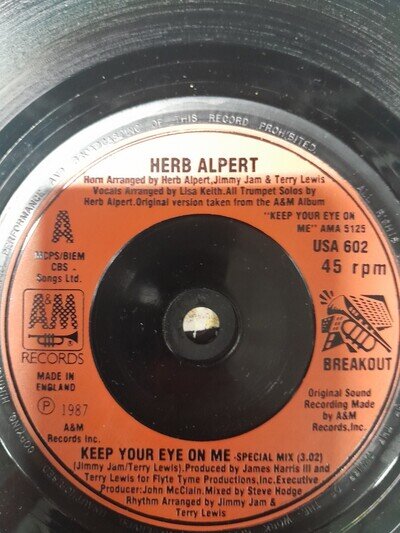 PERFORMANCE AND BROADCASTING OF THIS RECORD PROHIBITED
HERB ALPERT
Horn Arranged by Herb Alpert,Jimmy Jam & Terry Lewis
Vocals Arranged by Lisa Keith.All Trumpet Solos by
Herb Alpert.Original version taken from the A&M Album
"KEEP YOUR EYE ON
ME" AMA 5125
A
USA 602
MCPS/BIEM
CBS -
Songs Ltd.
45 rpm
A&M
RECORDS
BREAKOUT
MADE IN
ENGLAND
Original Sound
Recording Made by
A&M
Records,Inc.
P 1987
A&M
Records Inc.
KEEP YOUR EYE ON ME -SPECIAL MIX (3.02)
(Jimmy Jam/Terry Lewis),Produced by James Harris III and
Terry Lewis for Flyte Tyme Productions,Inc.Executive
Producer:John McClain.Mixed by Steve Hodge
Rhythm Arranged by Jimmy Jam &
Terry Lewis